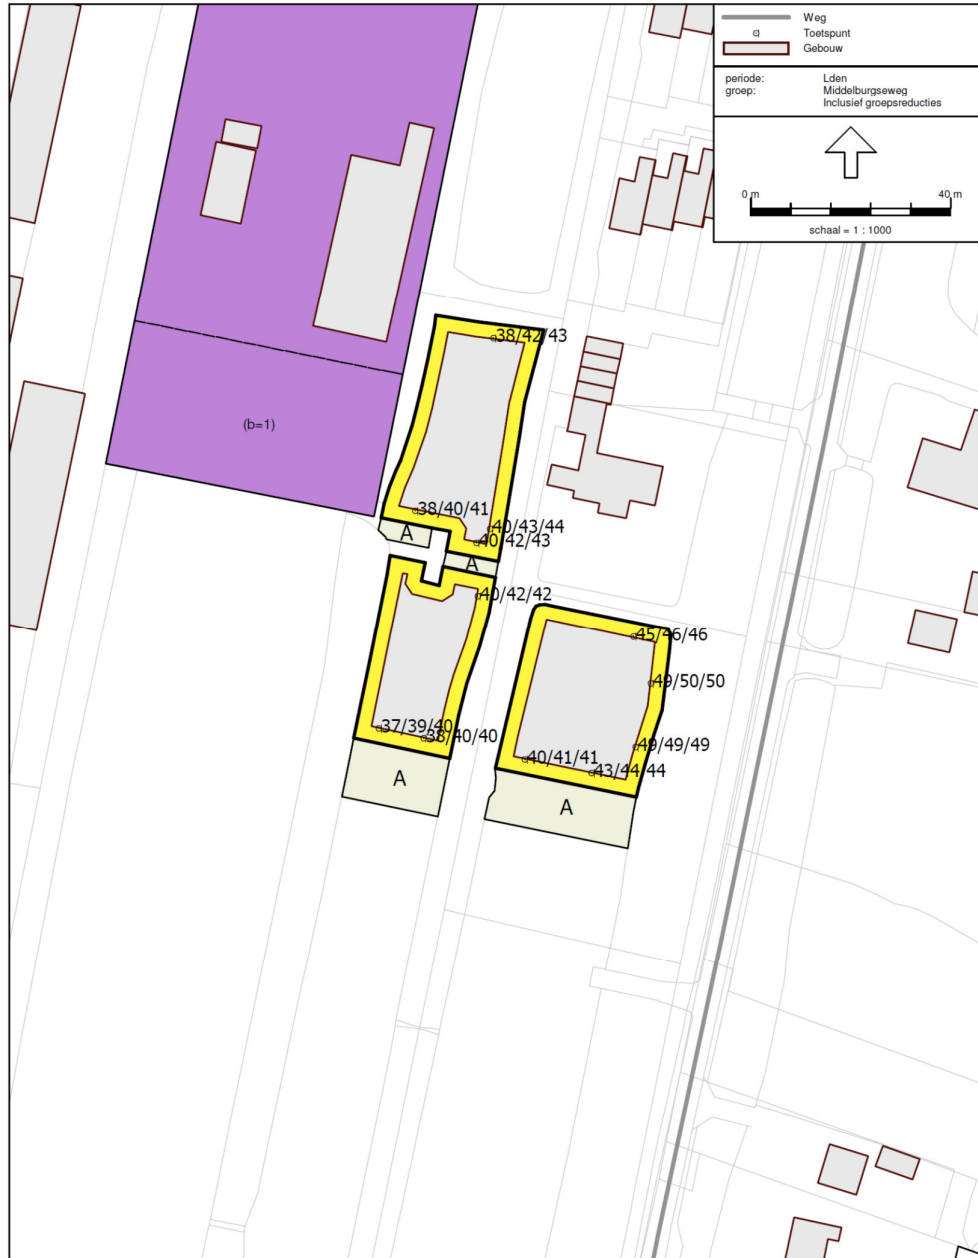 Weg
Toetspunt
Gebouw
periode: Lden
groep: Middelburgseweg
Inclusief groepsreducties
0 m 40 m
schaal = 1 : 1000
38/42/43
(b=1)
38/40/41
40/43/44
40/42/43
A
A
40/42/42
45/46/46
49/50/50
37/39/40
38/40/40
49/49/49
40/41/41
43/44/44
A
A